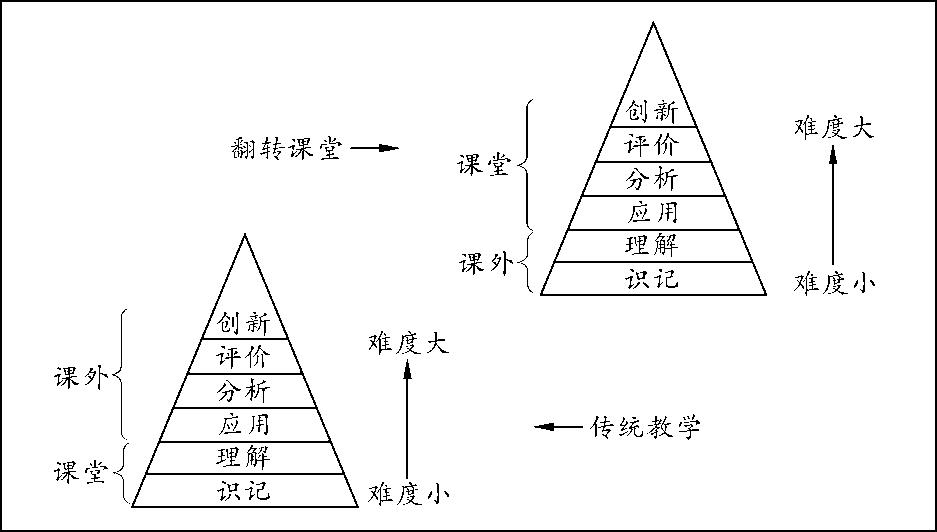 翻转课堂
课堂
课外
创新
评价
分析
应用
理解
识记
难度大
难度小
课外
课堂
创新
评价
分析
应用
理解
识记
难度大
难度小
传统教学